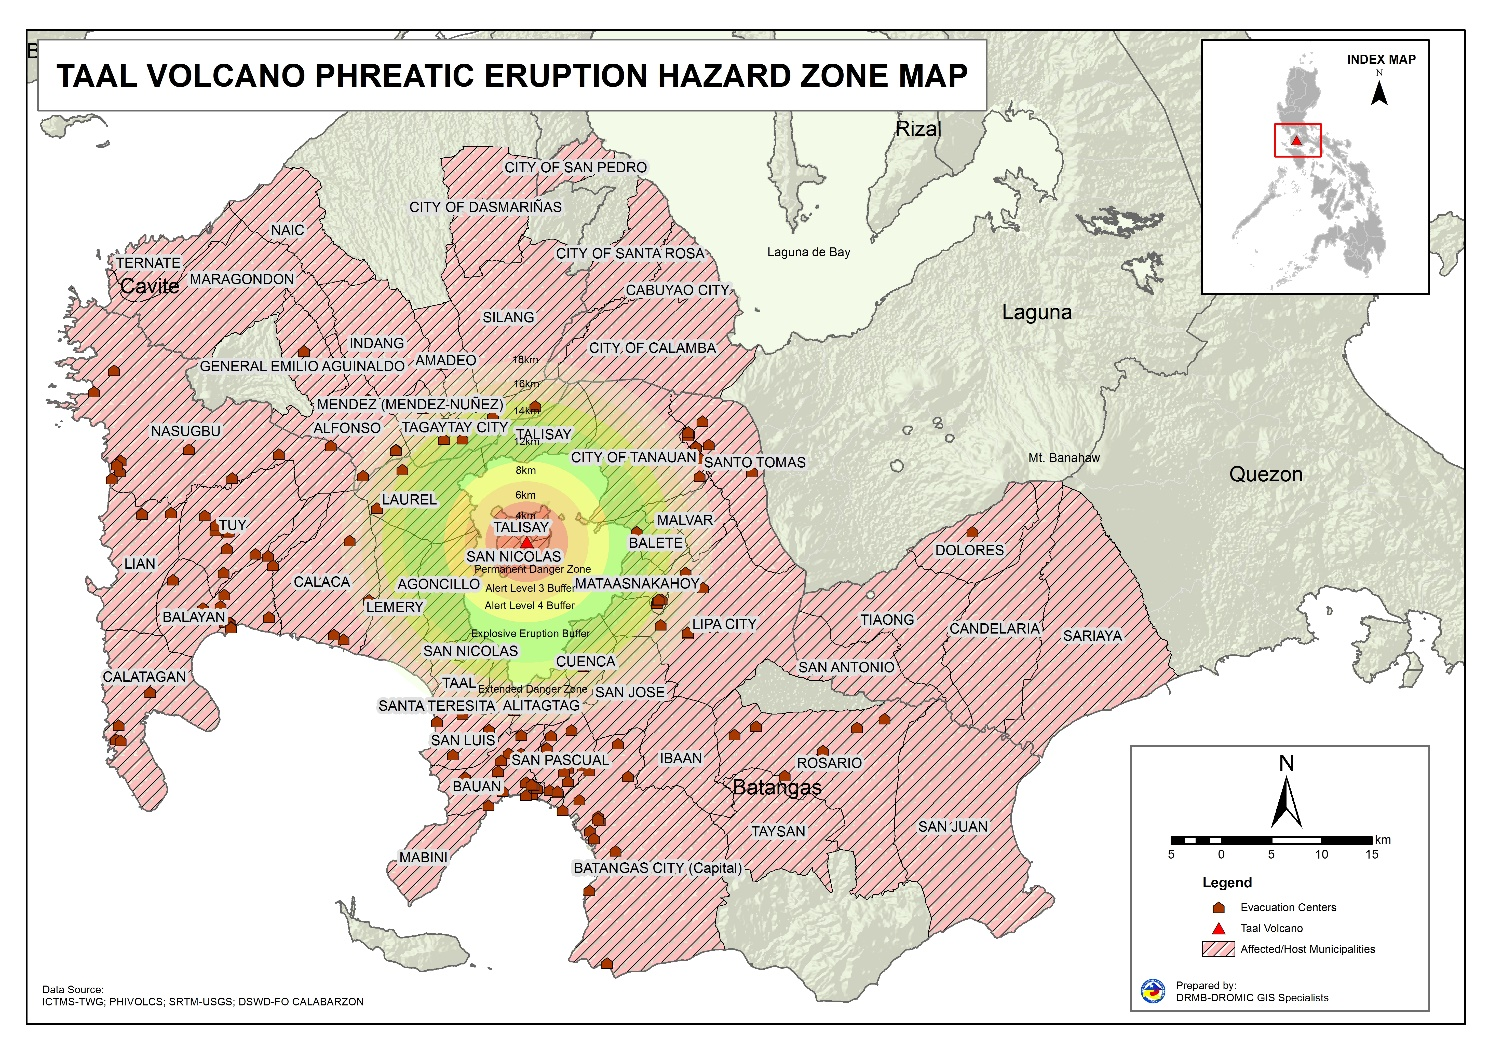 B
TAAL VOLCANO PHREATIC ERUPTION HAZARD ZONE MAP
INDEX MAP
N
Rizal
CITY OF SAN PEDRO
CITY OF DASMARIÑAS
NAIC
Laguna de Bay
CITY OF SANTA ROSA
TERNATE
MARAGONDON
Cavite
CABUYAO CITY
Laguna
SILANG
INDANG
CITY OF CALAMBA
GENERAL EMILIO AGUINALDO
AMADEO
18km
16km
MENDEZ (MENDEZ-NUÑEZ)
14km
NASUGBU
ALFONSO
TAGAYTAY CITY
TALISAY
12km
CITY OF TANAUAN
SANTO TOMAS
Mt. Banahaw
Quezon
8km
6km
LAUREL
4km
TUY
TALISAY
MALVAR
BALETE
DOLORES
SAN NICOLAS
Permanent Danger Zone
LIAN
CALACA
AGONCILLO
Alert Level 3 Buffer
MATAASNAKAHOY
LEMERY
Alert Level 4 Buffer
BALAYAN
LIPA CITY
TIAONG
CANDELARIA
SARIAYA
Explosive Eruption Buffer
SAN NICOLAS
CUENCA
SAN ANTONIO
CALATAGAN
TAAL
Extended Danger Zone
SAN JOSE
SANTA TERESITA
ALITAGTAG
SAN LUIS
SAN PASCUAL
IBAAN
ROSARIO
BAUAN
Batangas
TAYSAN
SAN JUAN
MABINI
BATANGAS CITY (Capital)
N
km
5 0 5 10 15
Legend
Evacuation Centers
Taal Volcano
Affected/Host Municipalities
Prepared by:
DRMB-DROMIC GIS Specialists
Data Source:
ICTMS-TWG; PHIVOLCS; SRTM-USGS; DSWD-FO CALABARZON